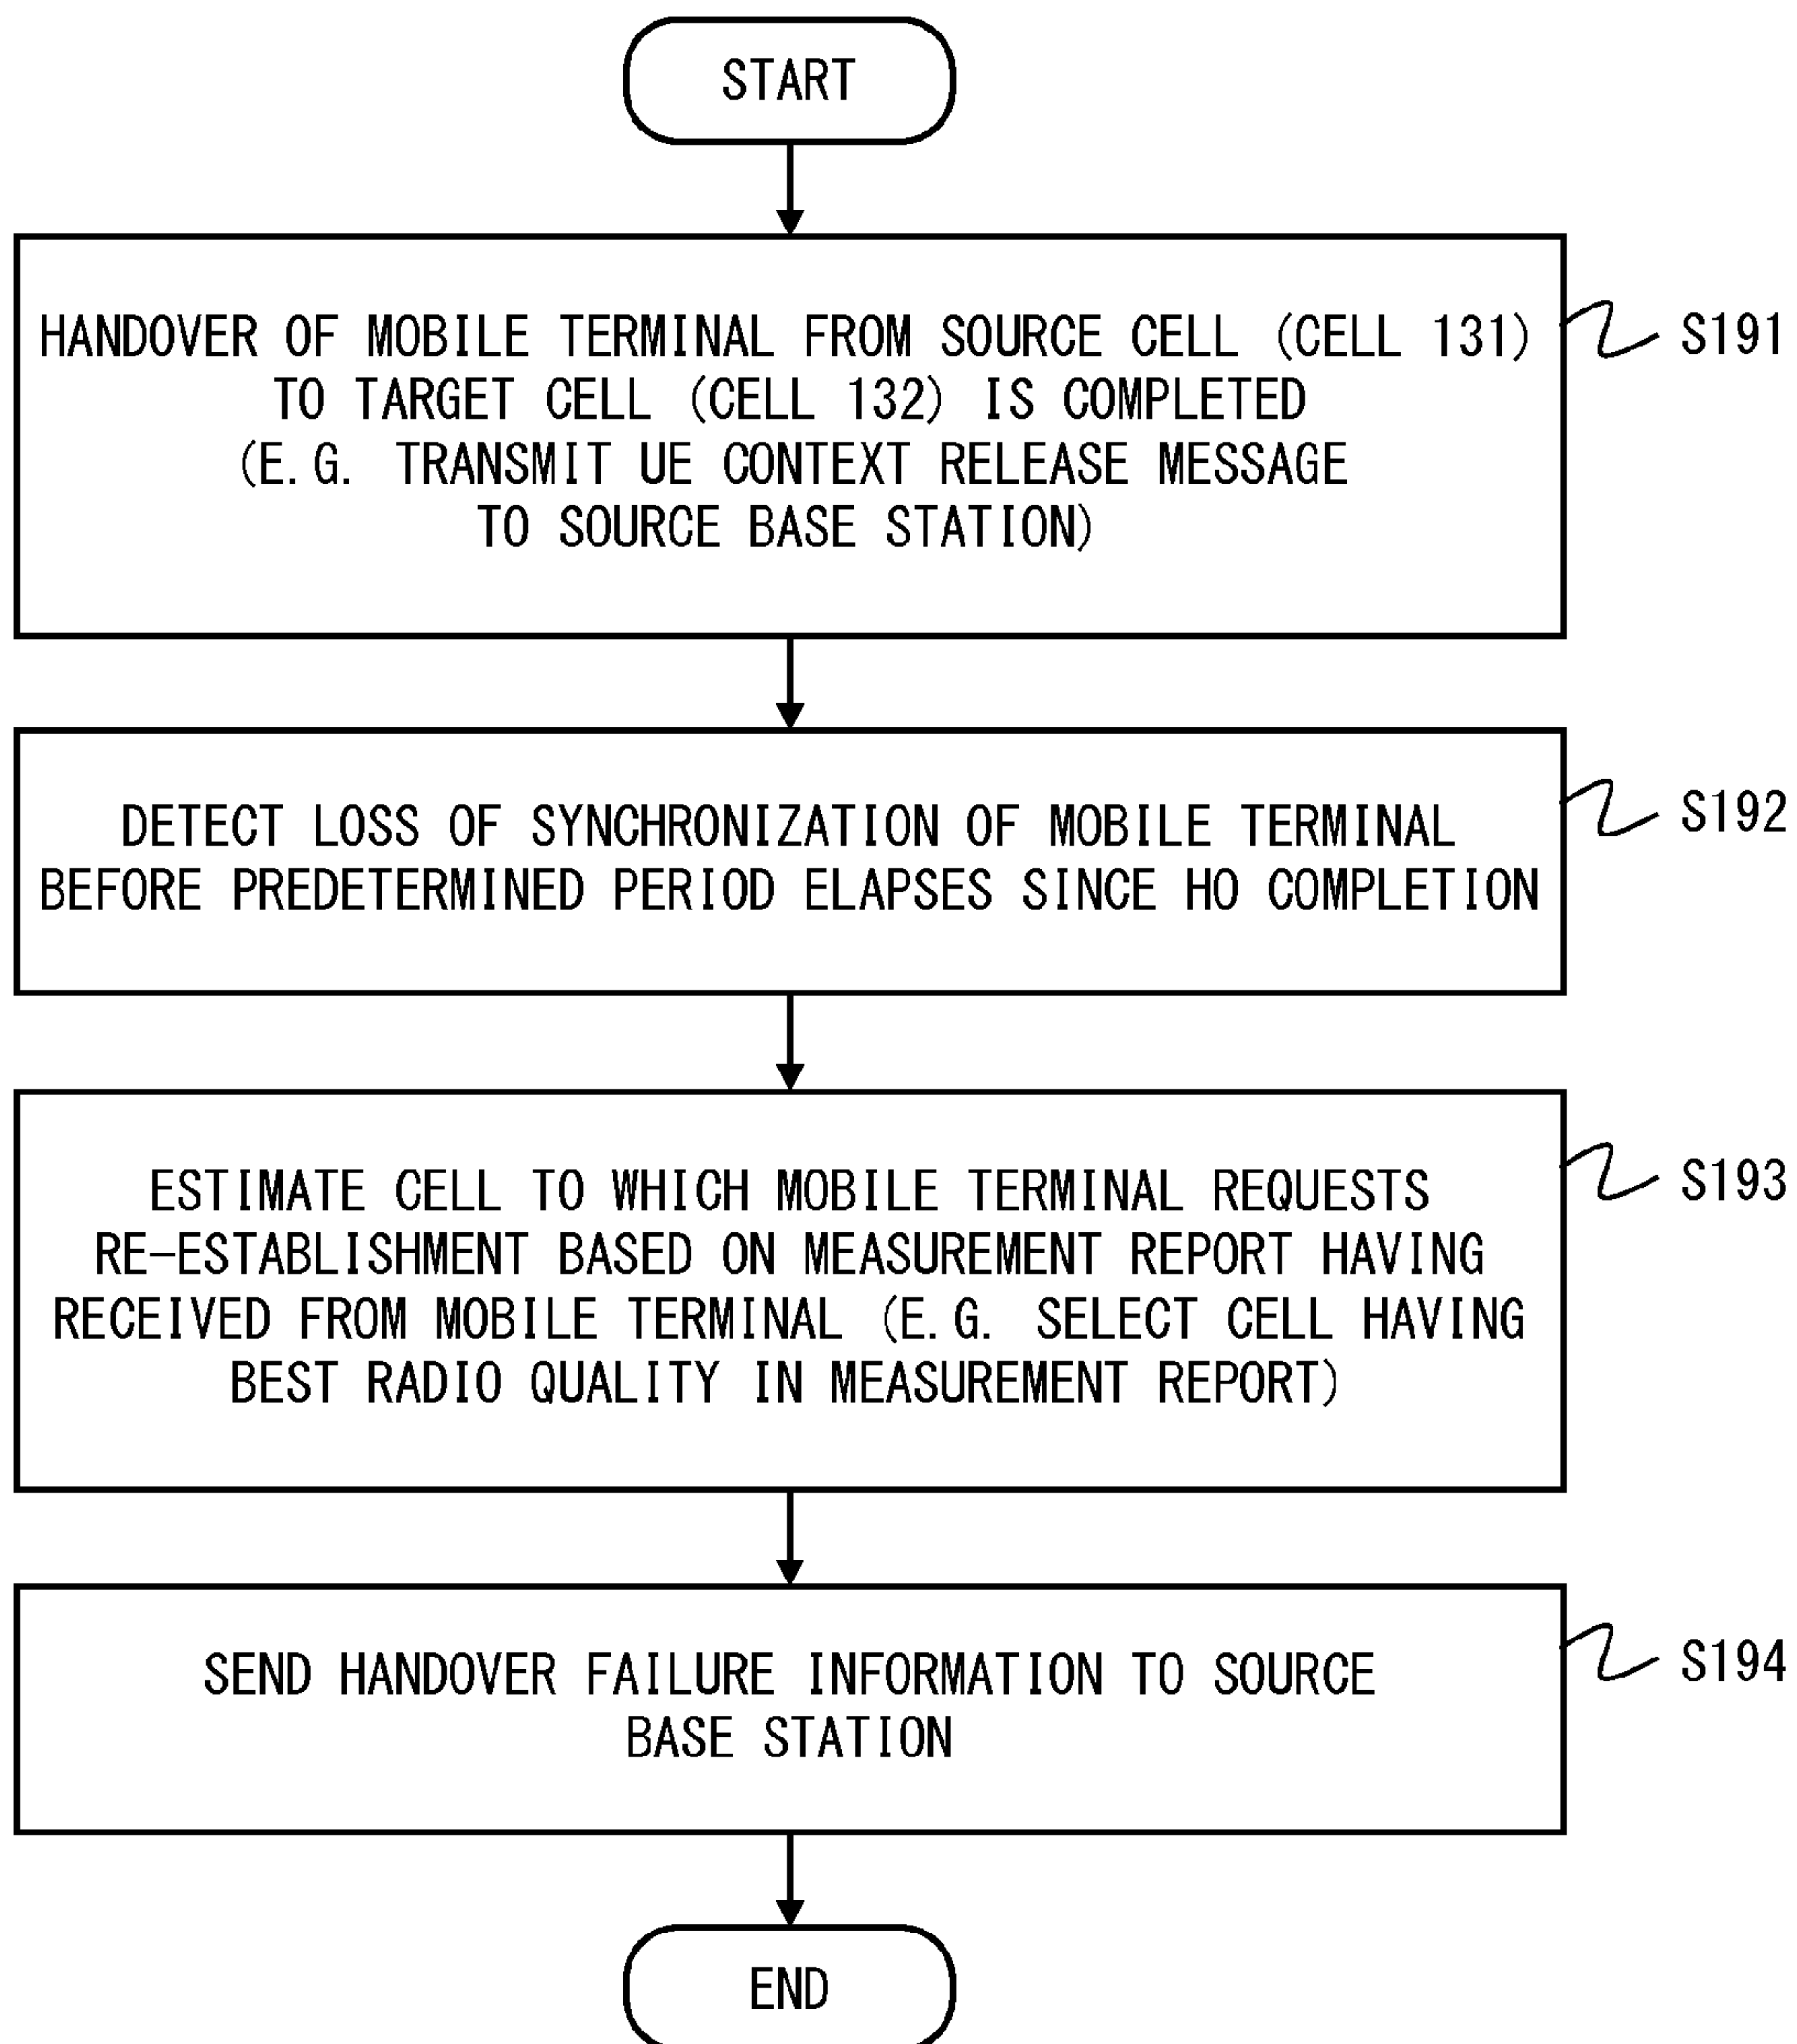 START
HANDOVER OF MOBILE TERMINAL FROM SOURCE CELL (CELL 131)
TO TARGET CELL (CELL 132) IS COMPLETED
(E.G. TRANSMIT UE CONTEXT RELEASE MESSAGE
TO SOURCE BASE STATION)
S191
DETECT LOSS OF SYNCHRONIZATION OF MOBILE TERMINAL
BEFORE PREDETERMINED PERIOD ELAPSES SINCE HO COMPLETION
S192
ESTIMATE CELL TO WHICH MOBILE TERMINAL REQUESTS
RE-ESTABLISHMENT BASED ON MEASUREMENT REPORT HAVING
RECEIVED FROM MOBILE TERMINAL (E.G. SELECT CELL HAVING
BEST RADIO QUALITY IN MEASUREMENT REPORT)
S193
SEND HANDOVER FAILURE INFORMATION TO SOURCE
BASE STATION
S194
END